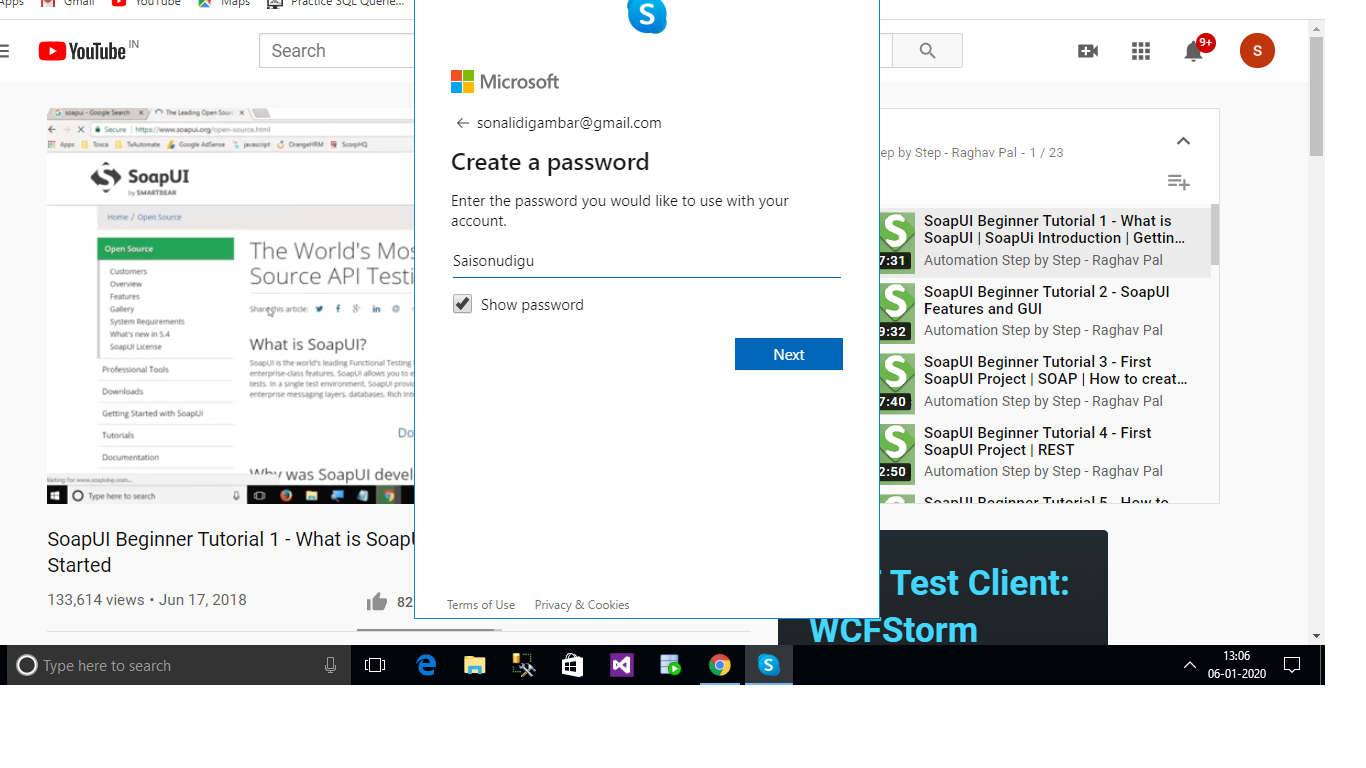 Apps Gmail YouTube Maps Practice SQL Querie...
YouTube IN
Search
9+
S
S
Microsoft
← sonalidigambar@gmail.com
Create a password
Enter the password you would like to use with your
account.
Saisonudigu
Show password
Next
Terms of Use Privacy & Cookies
soapui - Google Search × The Leading Open Sour ×
Secure | https://www.soapui.org/open-source.html
Apps Tosca TxAutomate Google AdSense javascript OrangeHRM ScorpHQ
SoapUI
by SMARTBEAR
Home / Open Source
Open Source
Customers
Overview
Features
Gallery
System Requirements
What's new in 5.4
SoapUI License
Professional Tools
Downloads
Getting Started with SoapUI
Tutorials
Documentation
The World's Mos
Source API Testi
Share this article:
What is SoapUI?
SoapUI is the world's leading Functional Testing
enterprise-class features, SoapUI allows you to e
tests. In a single test environment, SoapUI provi
enterprise messaging layers, databases, Rich Inte
Do
Why was SoapUI devel
Type here to search
SoapUI Beginner Tutorial 1 - What is SoapU
Started
133,614 views • Jun 17, 2018
82
ep by Step - Raghav Pal - 1 / 23
S
7:31
SoapUI Beginner Tutorial 1 - What is
SoapUI | SoapUi Introduction | Gettin...
Automation Step by Step - Raghav Pal
S
9:32
SoapUI Beginner Tutorial 2 - SoapUI
Features and GUI
Automation Step by Step - Raghav Pal
S
7:40
SoapUI Beginner Tutorial 3 - First
SoapUI Project | SOAP | How to creat...
Automation Step by Step - Raghav Pal
S
2:50
SoapUI Beginner Tutorial 4 - First
SoapUI Project | REST
Automation Step by Step - Raghav Pal
SoapUI Beginner Tutorial 5 - How to
Test Client:
WCFStorm
Type here to search
13:06
06-01-2020